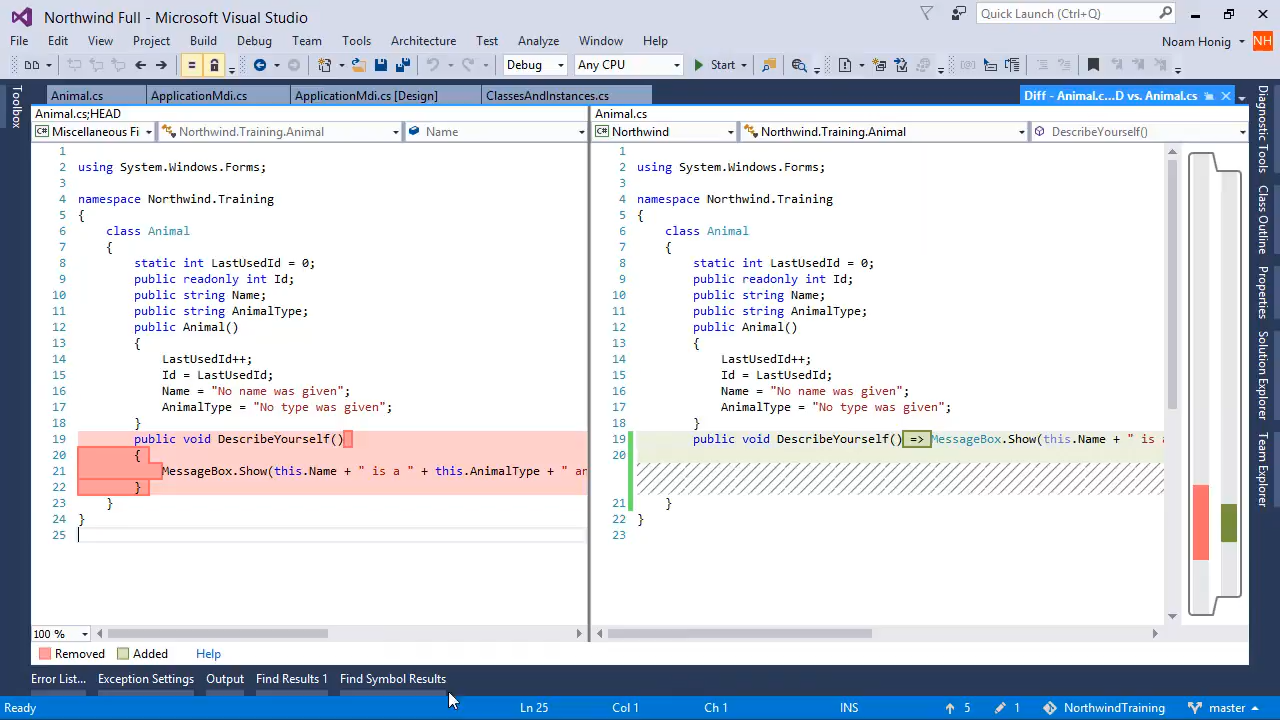 Northwind Full - Microsoft Visual Studio
Quick Launch (Ctrl+Q)
File Edit View Project Build Debug Team Tools Architecture Test Analyze Window Help
Noam Honig NH
Debug Any CPU Start
Toolbox
Animal.cs ApplicationMdi.cs ApplicationMdi.cs [Design] ClassesAndInstances.cs Diff - Animal.c...D vs. Animal.cs
Animal.cs;HEAD
Miscellaneous Fi Northwind.Training.Animal Name
1
2 using System.Windows.Forms;
3
4 namespace Northwind.Training
5 {
6 class Animal
7 {
8 static int LastUsedId = 0;
9 public readonly int Id;
10 public string Name;
11 public string AnimalType;
12 public Animal()
13 {
14 LastUsedId++;
15 Id = LastUsedId;
16 Name = "No name was given";
17 AnimalType = "No type was given";
18 }
19 public void DescribeYourself()
20 {
21 MessageBox.Show(this.Name + " is a " + this.AnimalType + " an
22 }
23 }
24 }
25
100 %
Animal.cs
Northwind Northwind.Training.Animal DescribeYourself()
1
2 using System.Windows.Forms;
3
4 namespace Northwind.Training
5 {
6 class Animal
7 {
8 static int LastUsedId = 0;
9 public readonly int Id;
10 public string Name;
11 public string AnimalType;
12 public Animal()
13 {
14 LastUsedId++;
15 Id = LastUsedId;
16 Name = "No name was given";
17 AnimalType = "No type was given";
18 }
19 public void DescribeYourself() => MessageBox.Show(this.Name + " is a
20
21 }
22 }
23
Diagnostic Tools
Class Outline
Properties
Solution Explorer
Team Explorer
Removed Added Help
Error List... Exception Settings Output Find Results 1 Find Symbol Results
Ready Ln 25 Col 1 Ch 1 INS 5 1 NorthwindTraining master